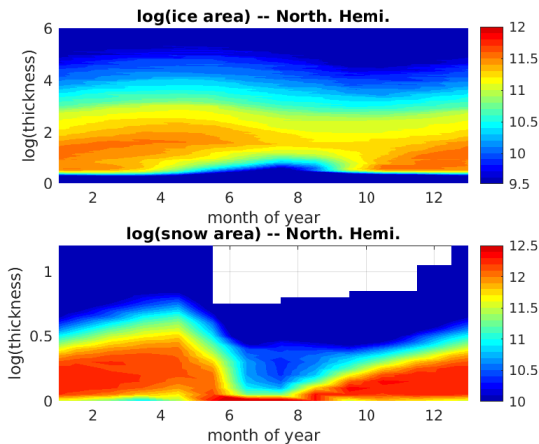 log(ice area) -- North. Hemi.
6
4
2
0
log(thickness)
2 4 6 8 10 12
month of year
12
11.5
11
10.5
10
9.5
log(snow area) -- North. Hemi.
1
0.5
0
log(thickness)
2 4 6 8 10 12
month of year
12.5
12
11.5
11
10.5
10